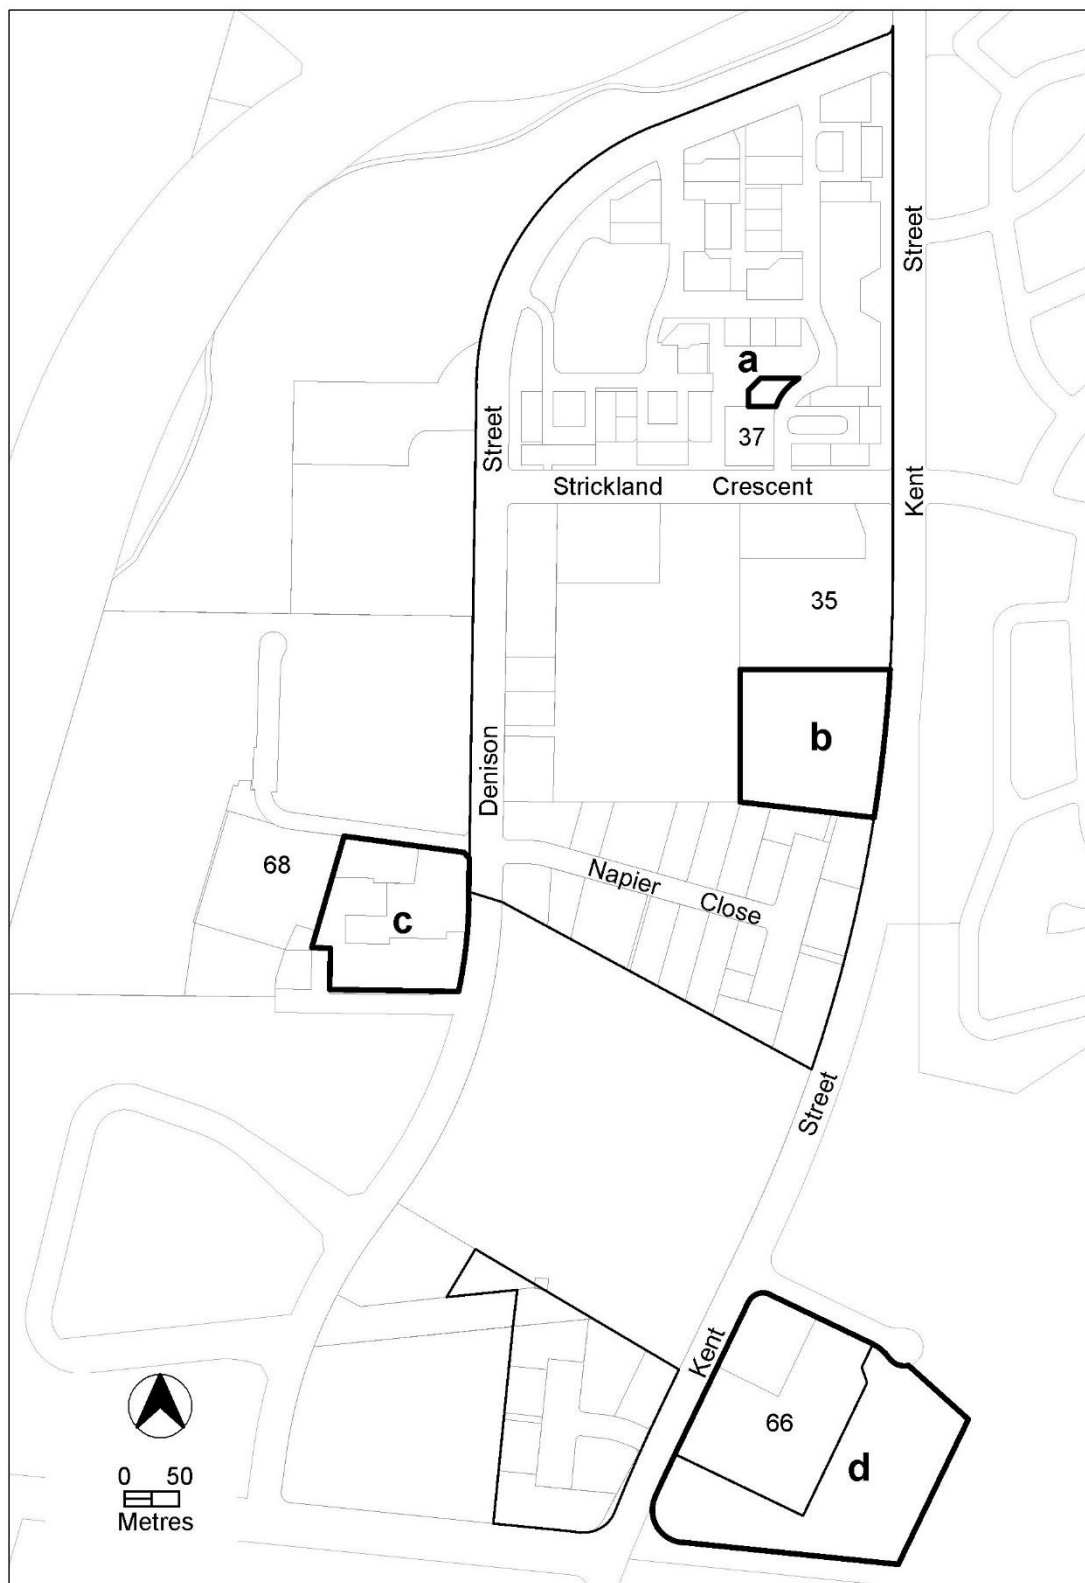 Street
a
Street
37
Kent
Strickland Crescent
35
b
Denison
68
Napier Close
c
Street
Kent
66
d
0 50
Metres